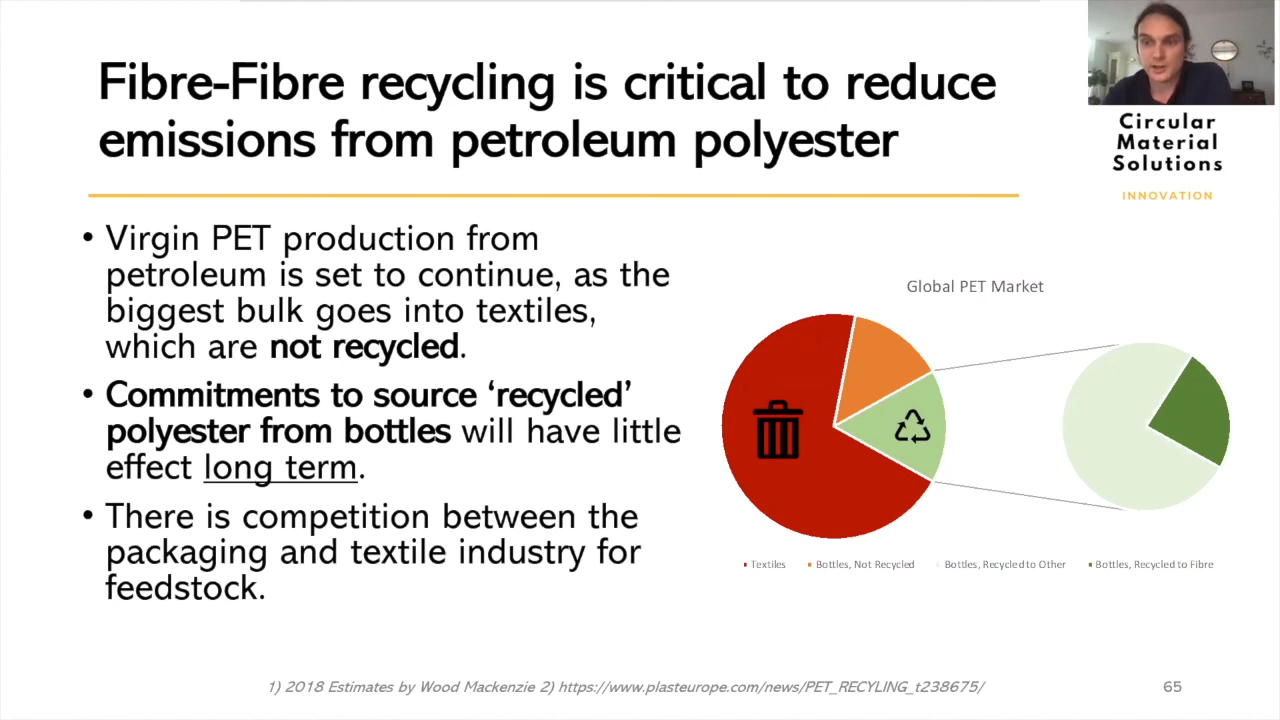 Fibre-Fibre recycling is critical to reduce
emissions from petroleum polyester
Circular
Material
Solutions
INNOVATION
• Virgin PET production from
petroleum is set to continue, as the
biggest bulk goes into textiles,
which are not recycled.
• Commitments to source ‘recycled’
polyester from bottles will have little
effect long term.
• There is competition between the
packaging and textile industry for
feedstock.
Global PET Market
Textiles
Bottles, Not Recycled
Bottles, Recycled to Other
Bottles, Recycled to Fibre
1) 2018 Estimates by Wood Mackenzie 2) https://www.plasteurope.com/news/PET_RECYLING_t238675/
65